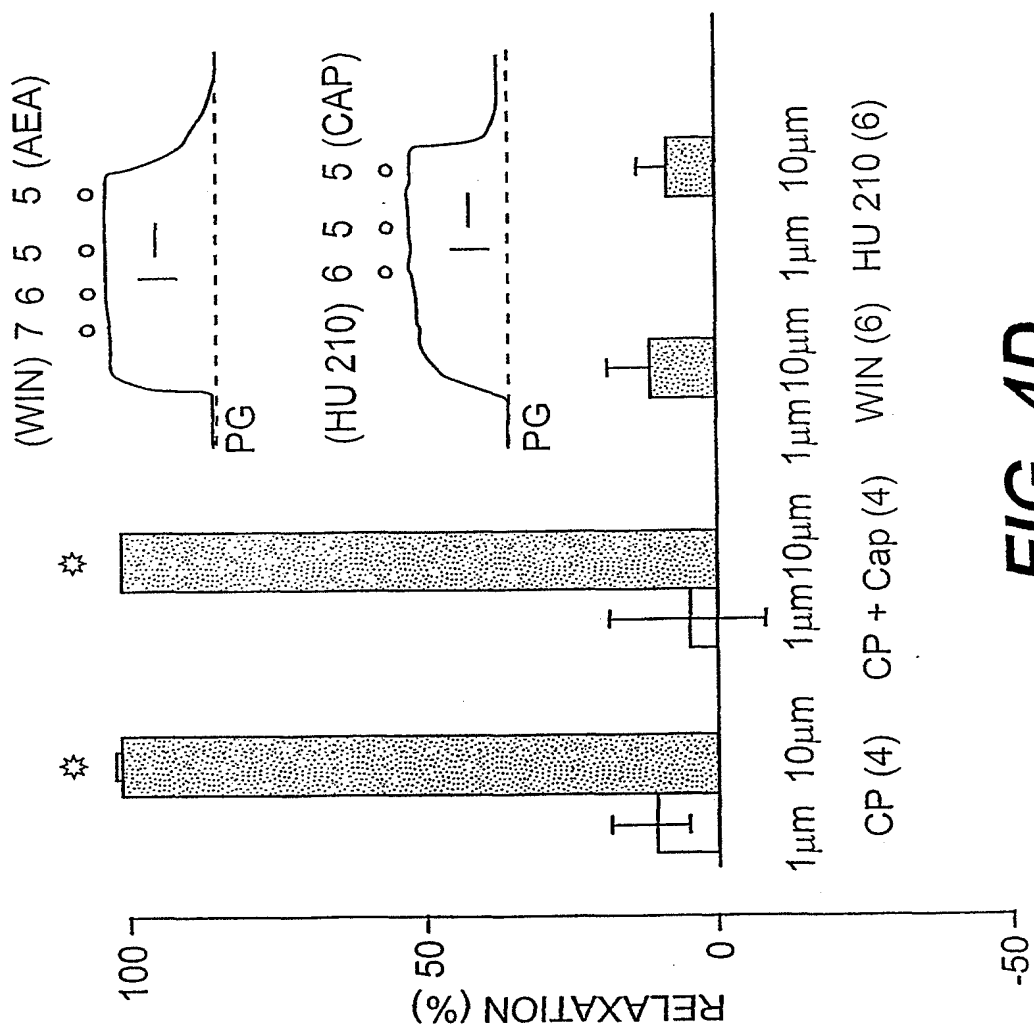 (WIN) 7 6 5 5 (AEA)
PG
(HU 210) 6 5 5 (CAP)
PG
RELAXATION (%)
100
50
0
-50
1µm 10µm 1µm 10µm 1µm 10µm 1µm 10µm
CP (4) CP + Cap (4) WIN (6) HU 210 (6)
FIG. 4D